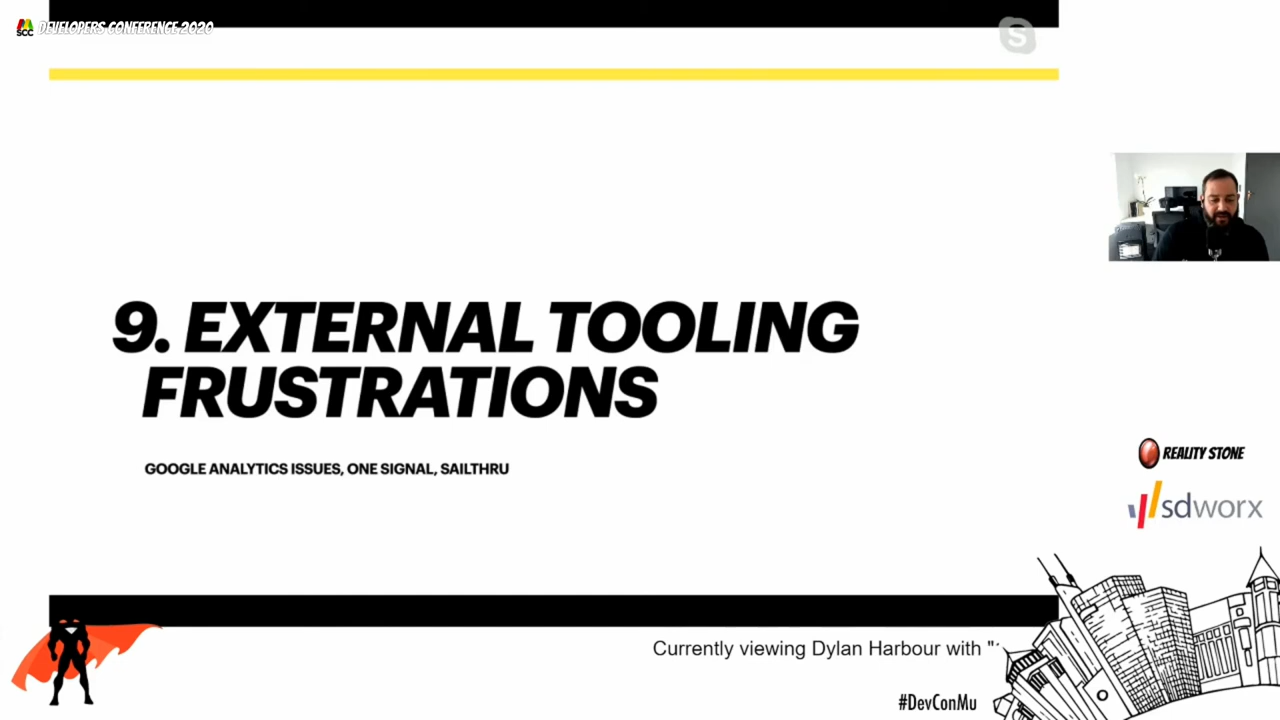 SCC DEVELOPERS CONFERENCE 2020
S
9. EXTERNAL TOOLING
FRUSTRATIONS
GOOGLE ANALYTICS ISSUES, ONE SIGNAL, SAILTHRU
REALITY STONE
sdworx
Currently viewing Dylan Harbour with "
#DevConMu